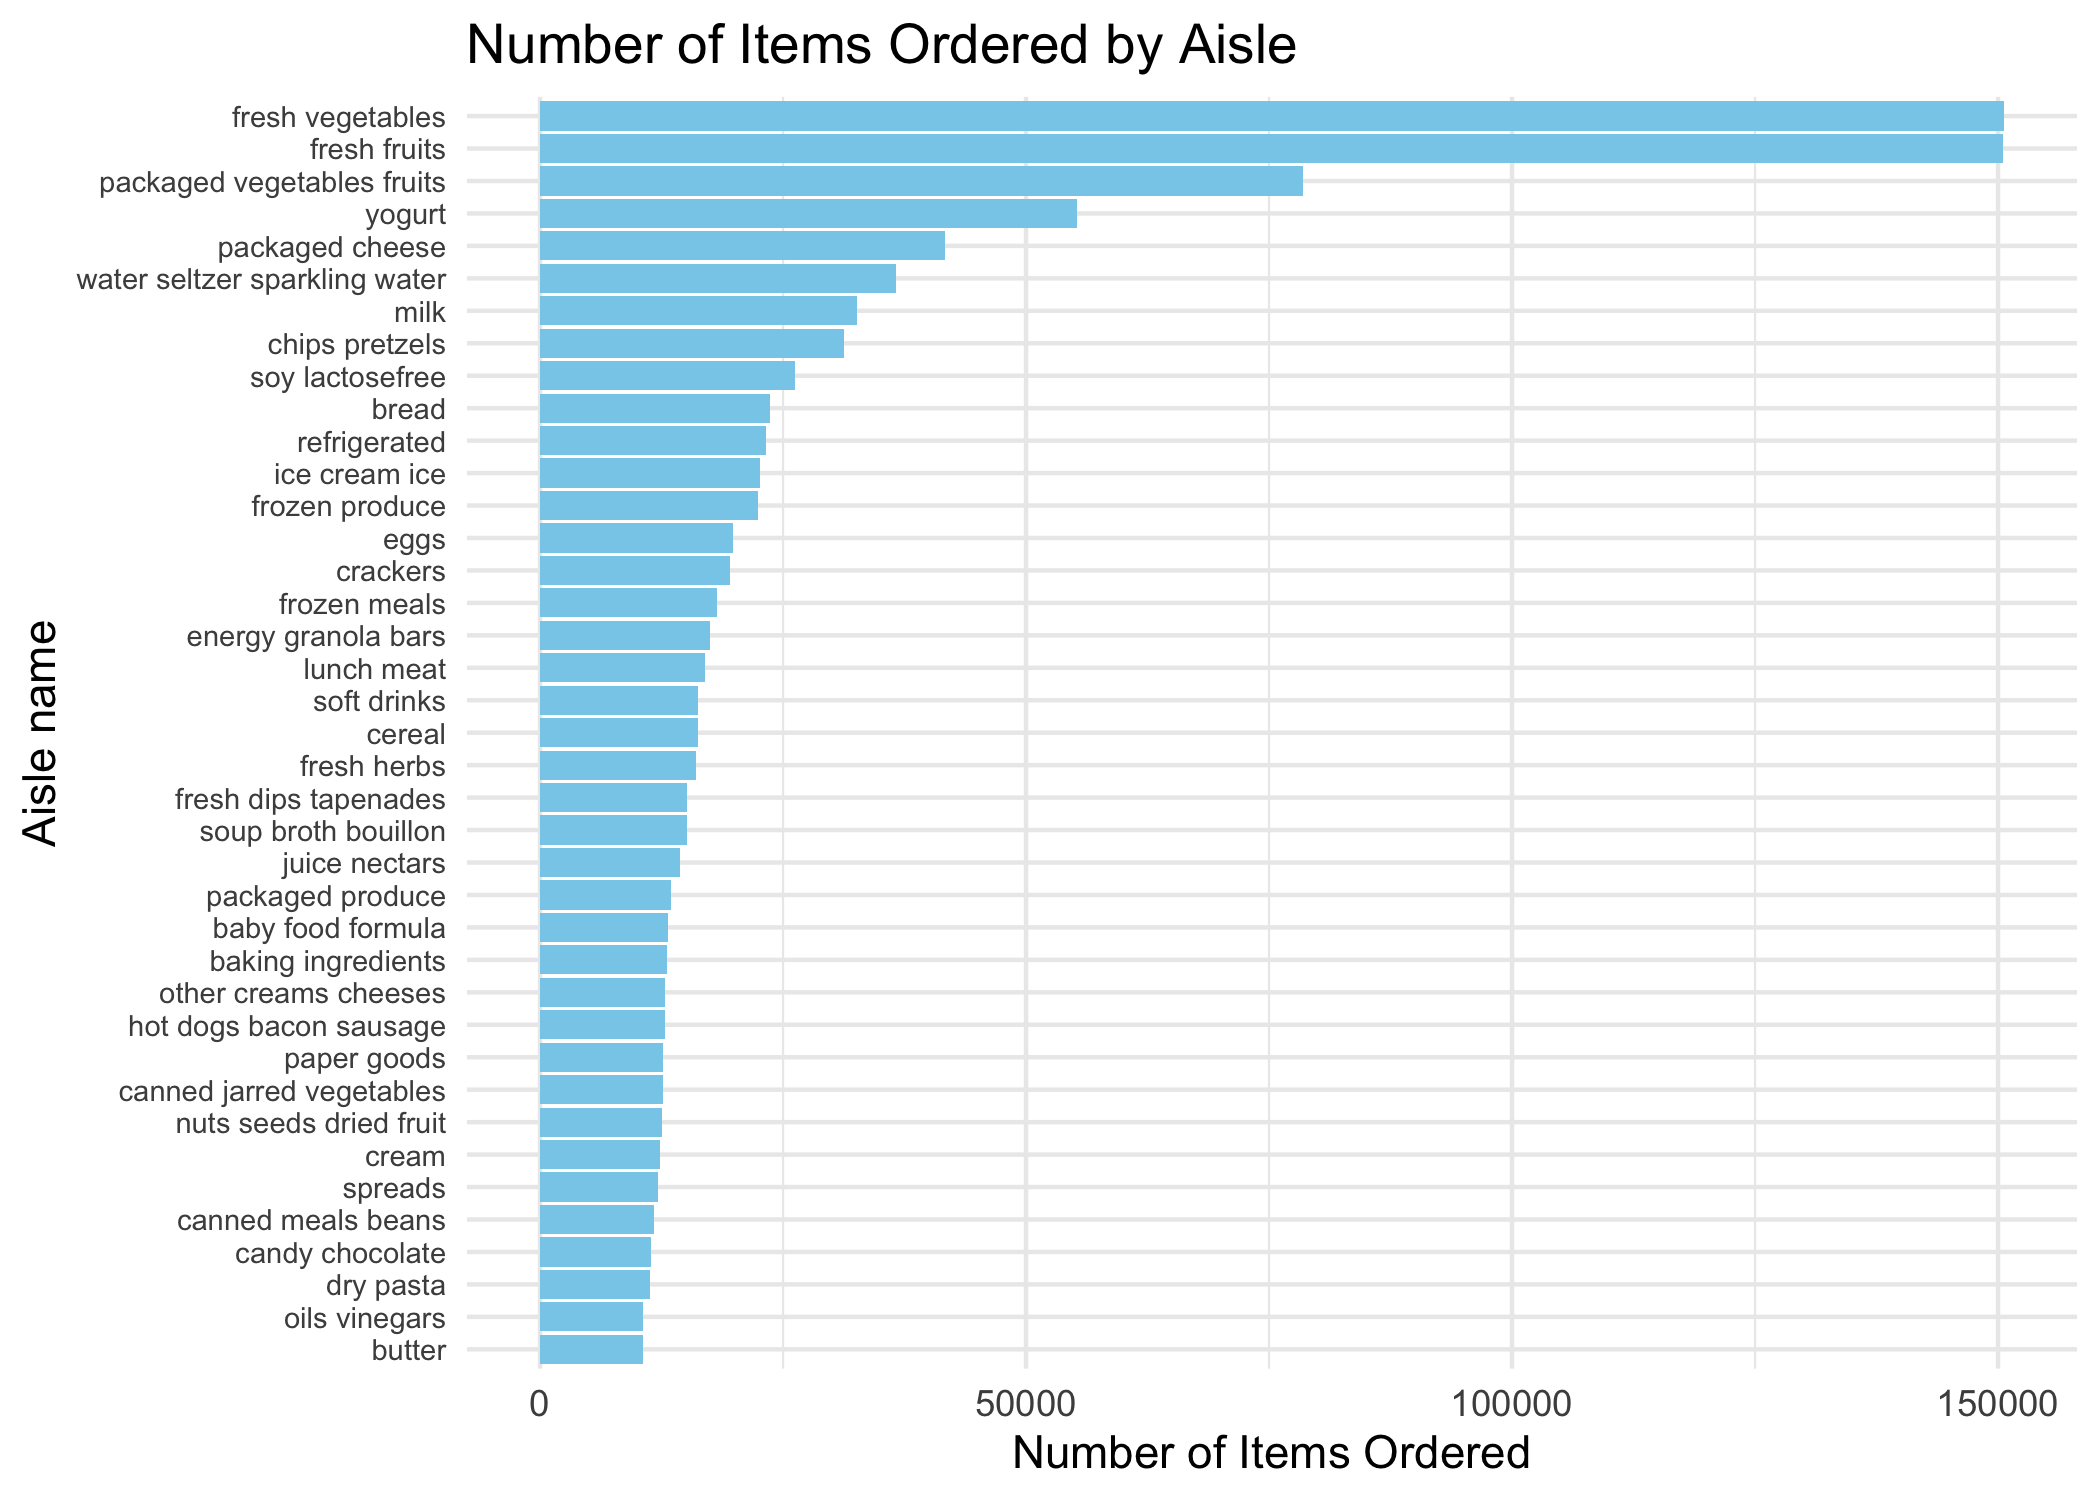 Number of Items Ordered by Aisle
fresh vegetables
fresh fruits
packaged vegetables fruits
yogurt
packaged cheese
water seltzer sparkling water
milk
chips pretzels
soy lactosefree
bread
refrigerated
ice cream ice
frozen produce
eggs
crackers
frozen meals
energy granola bars
lunch meat
soft drinks
cereal
fresh herbs
fresh dips tapenades
soup broth bouillon
juice nectars
packaged produce
baby food formula
baking ingredients
other creams cheeses
hot dogs bacon sausage
paper goods
canned jarred vegetables
nuts seeds dried fruit
cream
spreads
canned meals beans
candy chocolate
dry pasta
oils vinegars
butter
Aisle name
0 50000 100000 150000
Number of Items Ordered